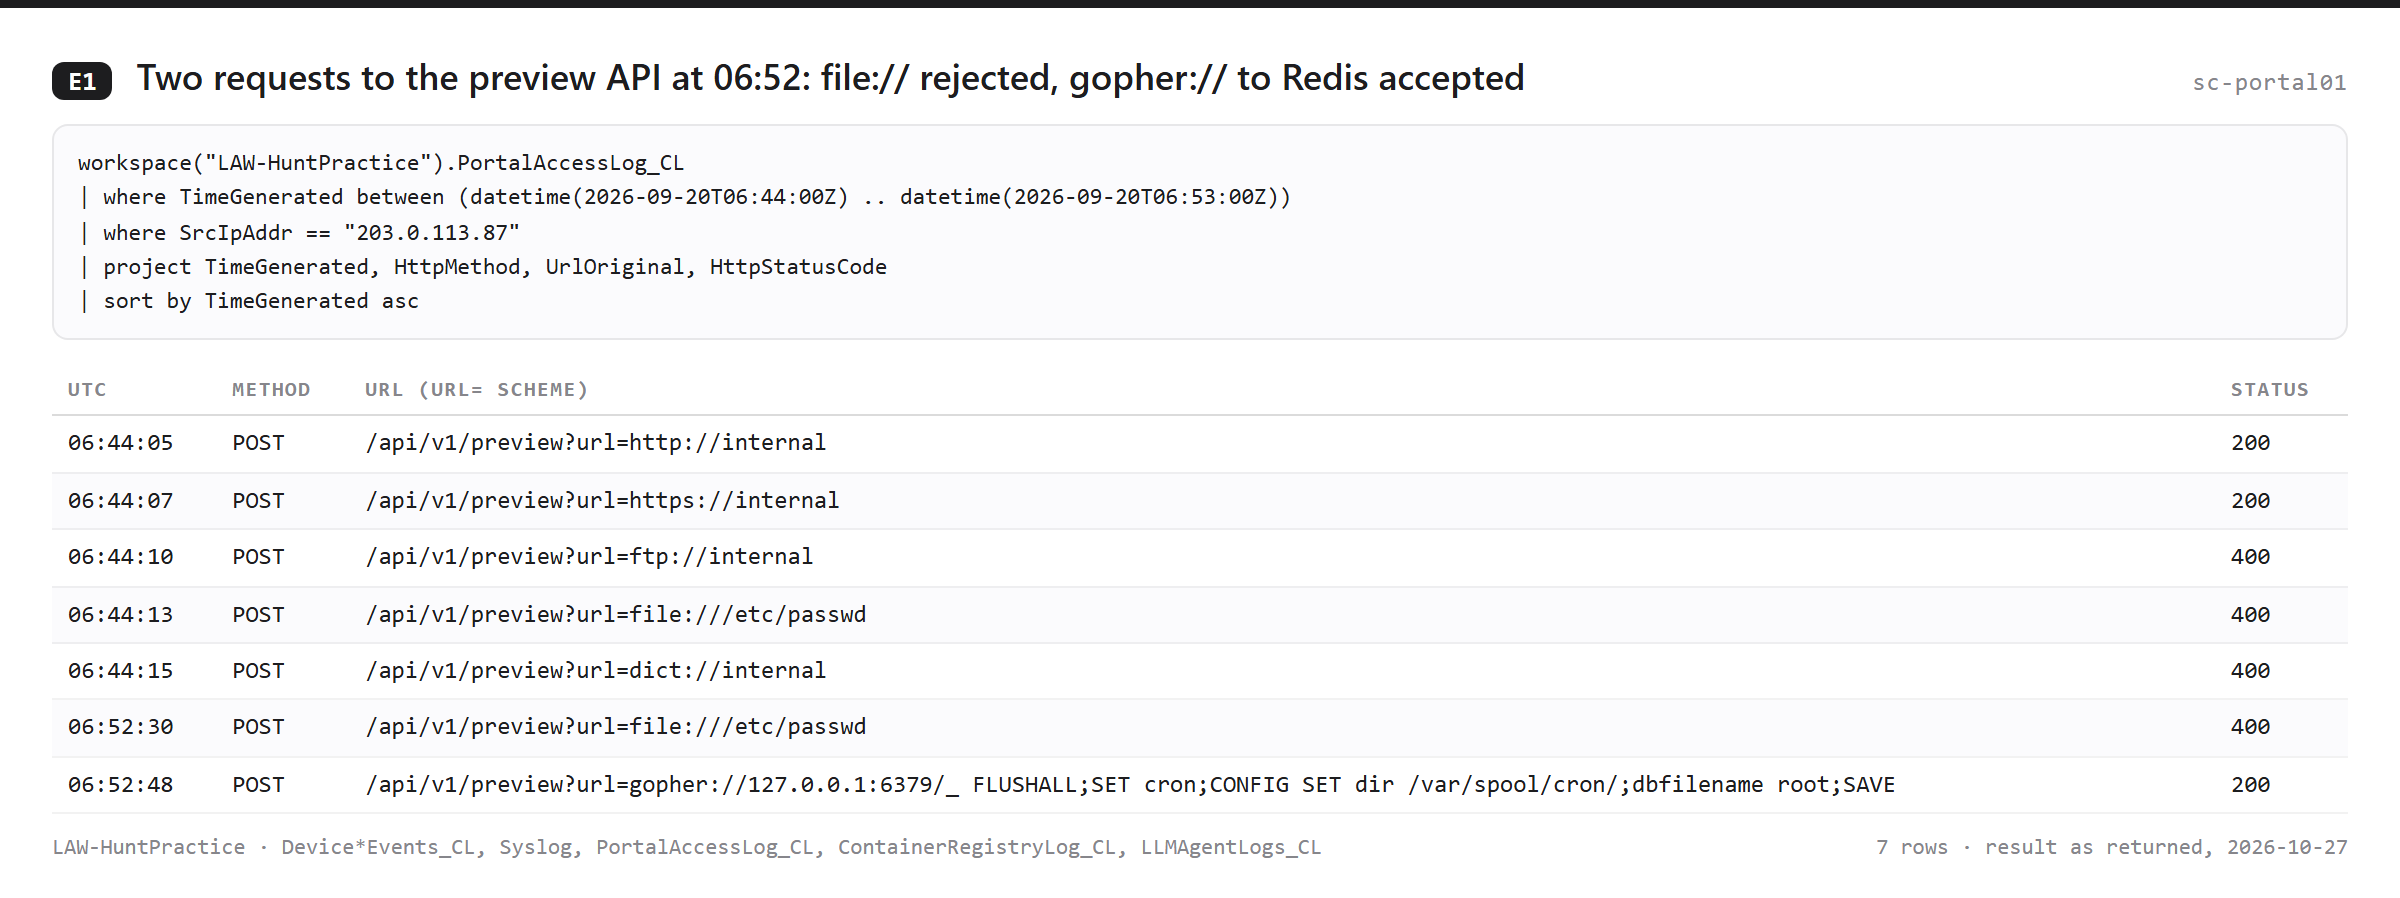 E1 Two requests to the preview API at 06:52: file:// rejected, gopher:// to Redis accepted sc-portal01
workspace("LAW-HuntPractice").PortalAccessLog_CL
| where TimeGenerated between (datetime(2026-09-20T06:44:00Z) .. datetime(2026-09-20T06:53:00Z))
| where SrcIpAddr == "203.0.113.87"
| project TimeGenerated, HttpMethod, UrlOriginal, HttpStatusCode
| sort by TimeGenerated asc
UTC METHOD URL (URL= SCHEME) STATUS
06:44:05 POST /api/v1/preview?url=http://internal 200
06:44:07 POST /api/v1/preview?url=https://internal 200
06:44:10 POST /api/v1/preview?url=ftp://internal 400
06:44:13 POST /api/v1/preview?url=file:///etc/passwd 400
06:44:15 POST /api/v1/preview?url=dict://internal 400
06:52:30 POST /api/v1/preview?url=file:///etc/passwd 400
06:52:48 POST /api/v1/preview?url=gopher://127.0.0.1:6379/_ FLUSHALL;SET cron;CONFIG SET dir /var/spool/cron/;dbfilename root;SAVE 200
LAW-HuntPractice · Device*Events_CL, Syslog, PortalAccessLog_CL, ContainerRegistryLog_CL, LLMAgentLogs_CL 7 rows · result as returned, 2026-10-27